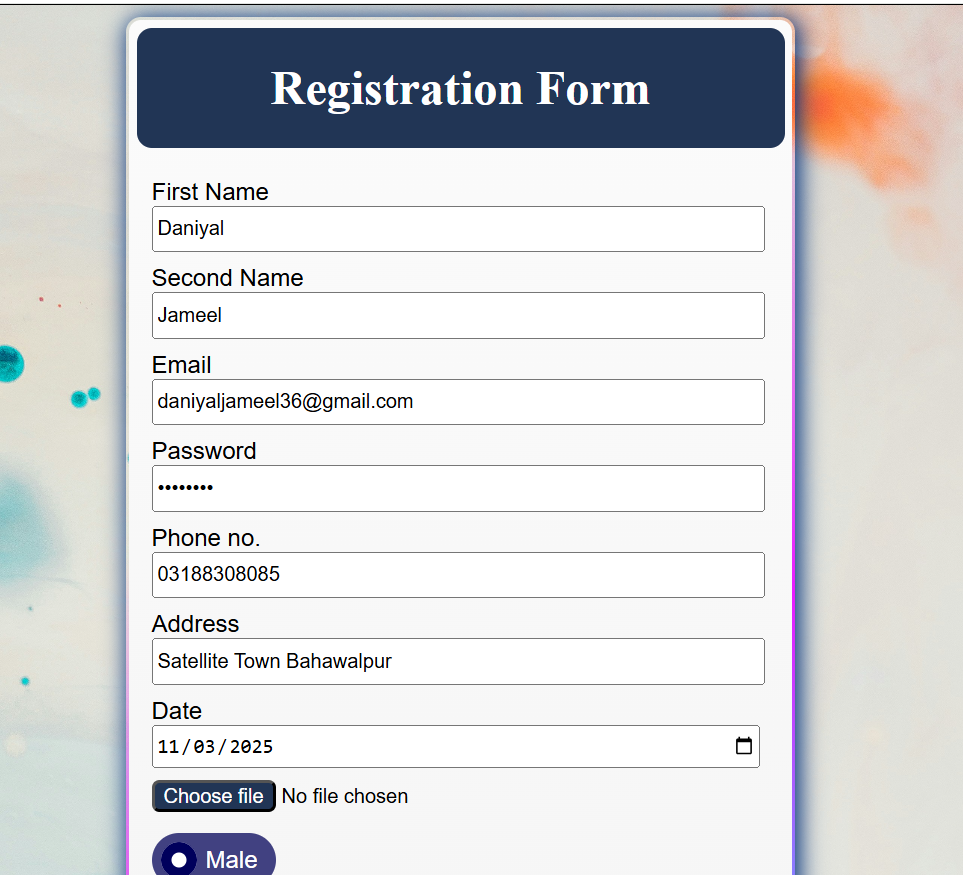 Registration Form
First Name
Daniyal
Second Name
Jameel
Email
daniyaljameel36@gmail.com
Password
••••••••
Phone no.
03188308085
Address
Satellite Town Bahawalpur
Date
11/03/2025
Choose file No file chosen
Male